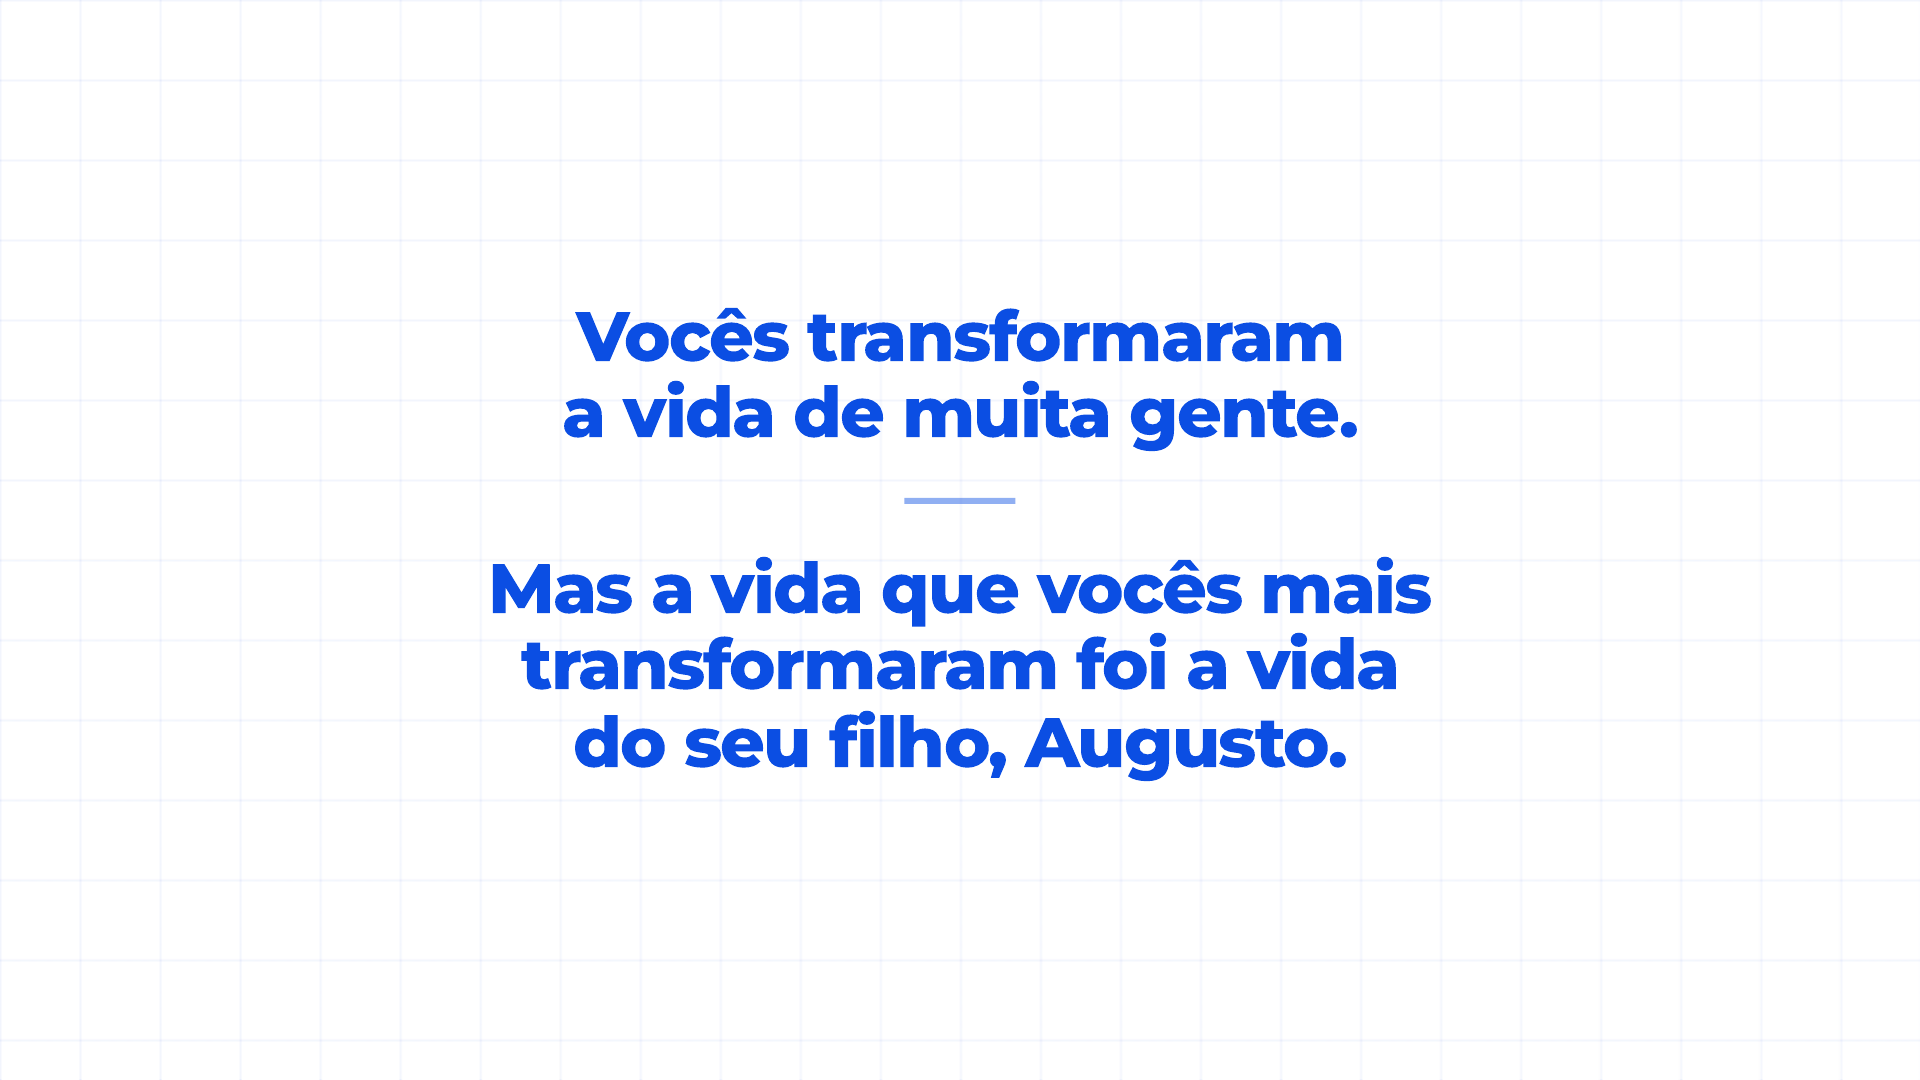 Vocês transformaram
a vida de muita gente.
Mas a vida que vocês mais
transformaram foi a vida
do seu filho, Augusto.